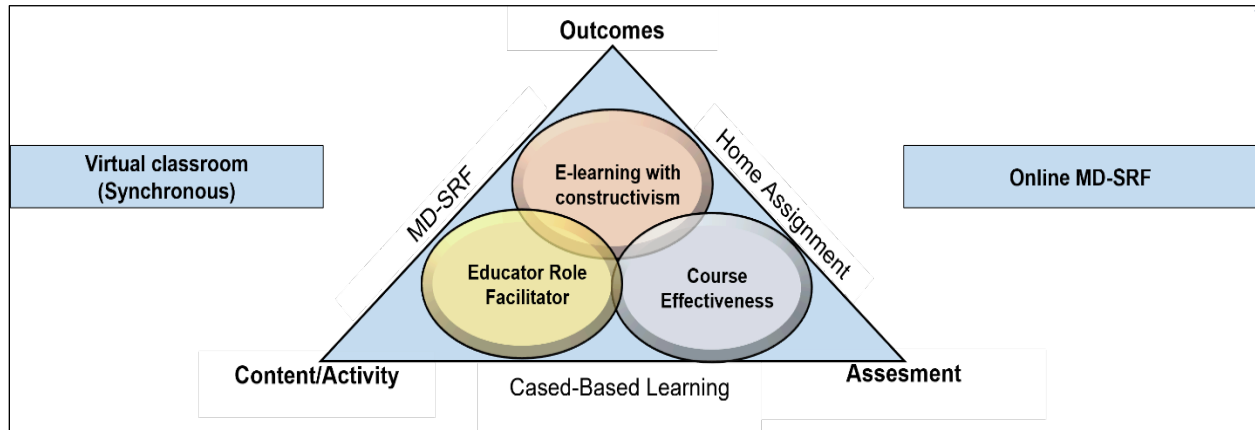 Outcomes
Virtual classroom
(Synchronous)
MD-SRF
E-learning with
constructivism
Home Assignment
Online MD-SRF
Educator Role
Facilitator
Course
Effectiveness
Content/Activity
Cased-Based Learning
Assesment